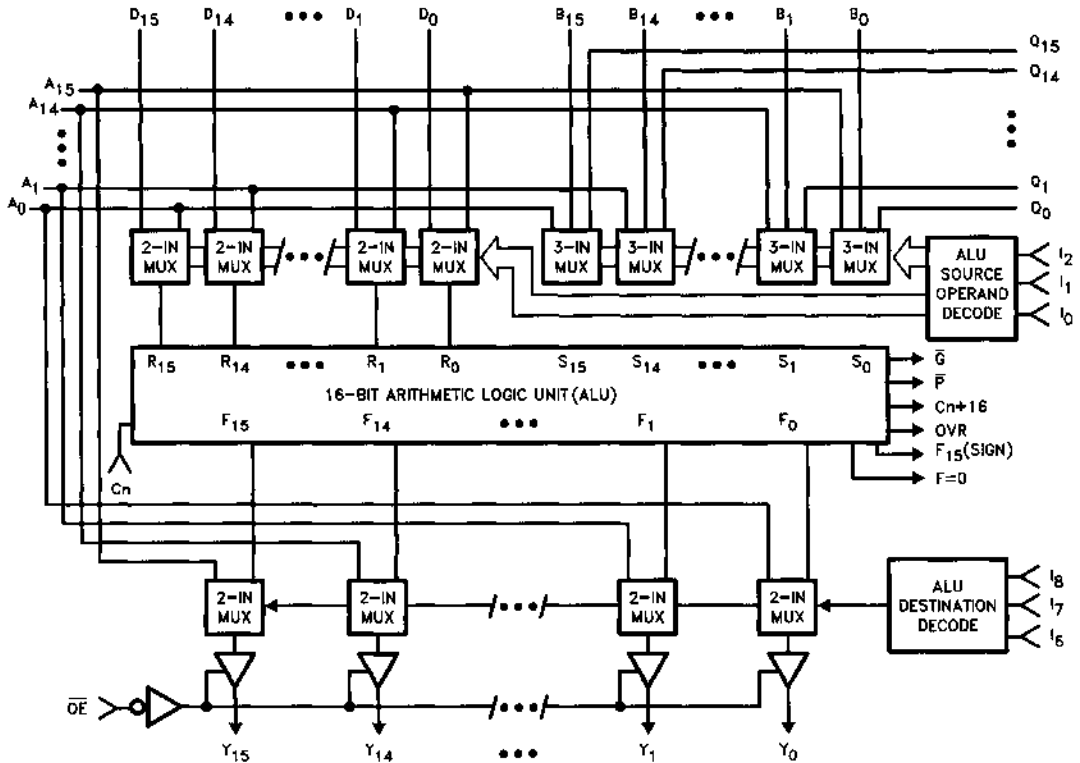 D15 D14 ••• D1 D0 B15 B14 ••• B1 B0
Q15
Q14
A15
A14
•••
•••
A1
A0
Q1
Q0
2-IN MUX 2-IN MUX ••• 2-IN MUX 2-IN MUX 3-IN MUX 3-IN MUX ••• 3-IN MUX 3-IN MUX
ALU
SOURCE
OPERAND
DECODE
I2
I1
I0
R15 R14 ••• R1 R0 S15 S14 ••• S1 S0
16-BIT ARITHMETIC LOGIC UNIT(ALU)
F15 F14 ••• F1 F0
G̅
P̅
Cn+16
OVR
F15(SIGN)
F=0
Cn
2-IN MUX 2-IN MUX ••• 2-IN MUX 2-IN MUX
ALU
DESTINATION
DECODE
I8
I7
I6
O̅E̅
•••
Y15 Y14 ••• Y1 Y0